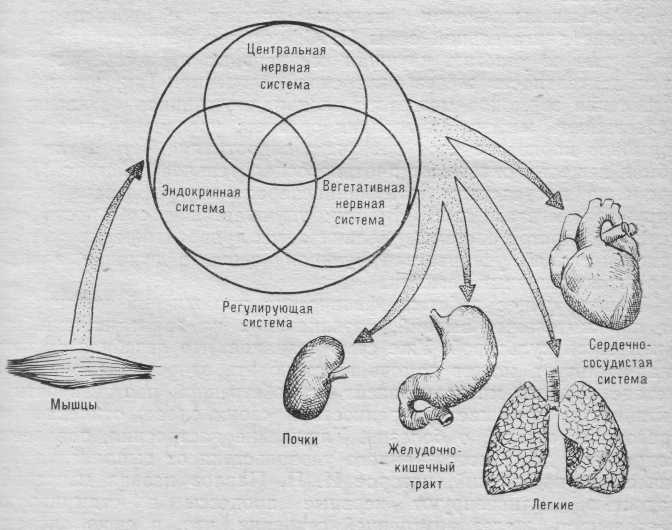 Центральная
нервная
система
Эндокринная
система
Вегетативная
нервная
система
Регулирующая
система
Мышцы
Почки
Желудочно-
кишечный
тракт
Сердечно-
сосудистая
система
Легкие